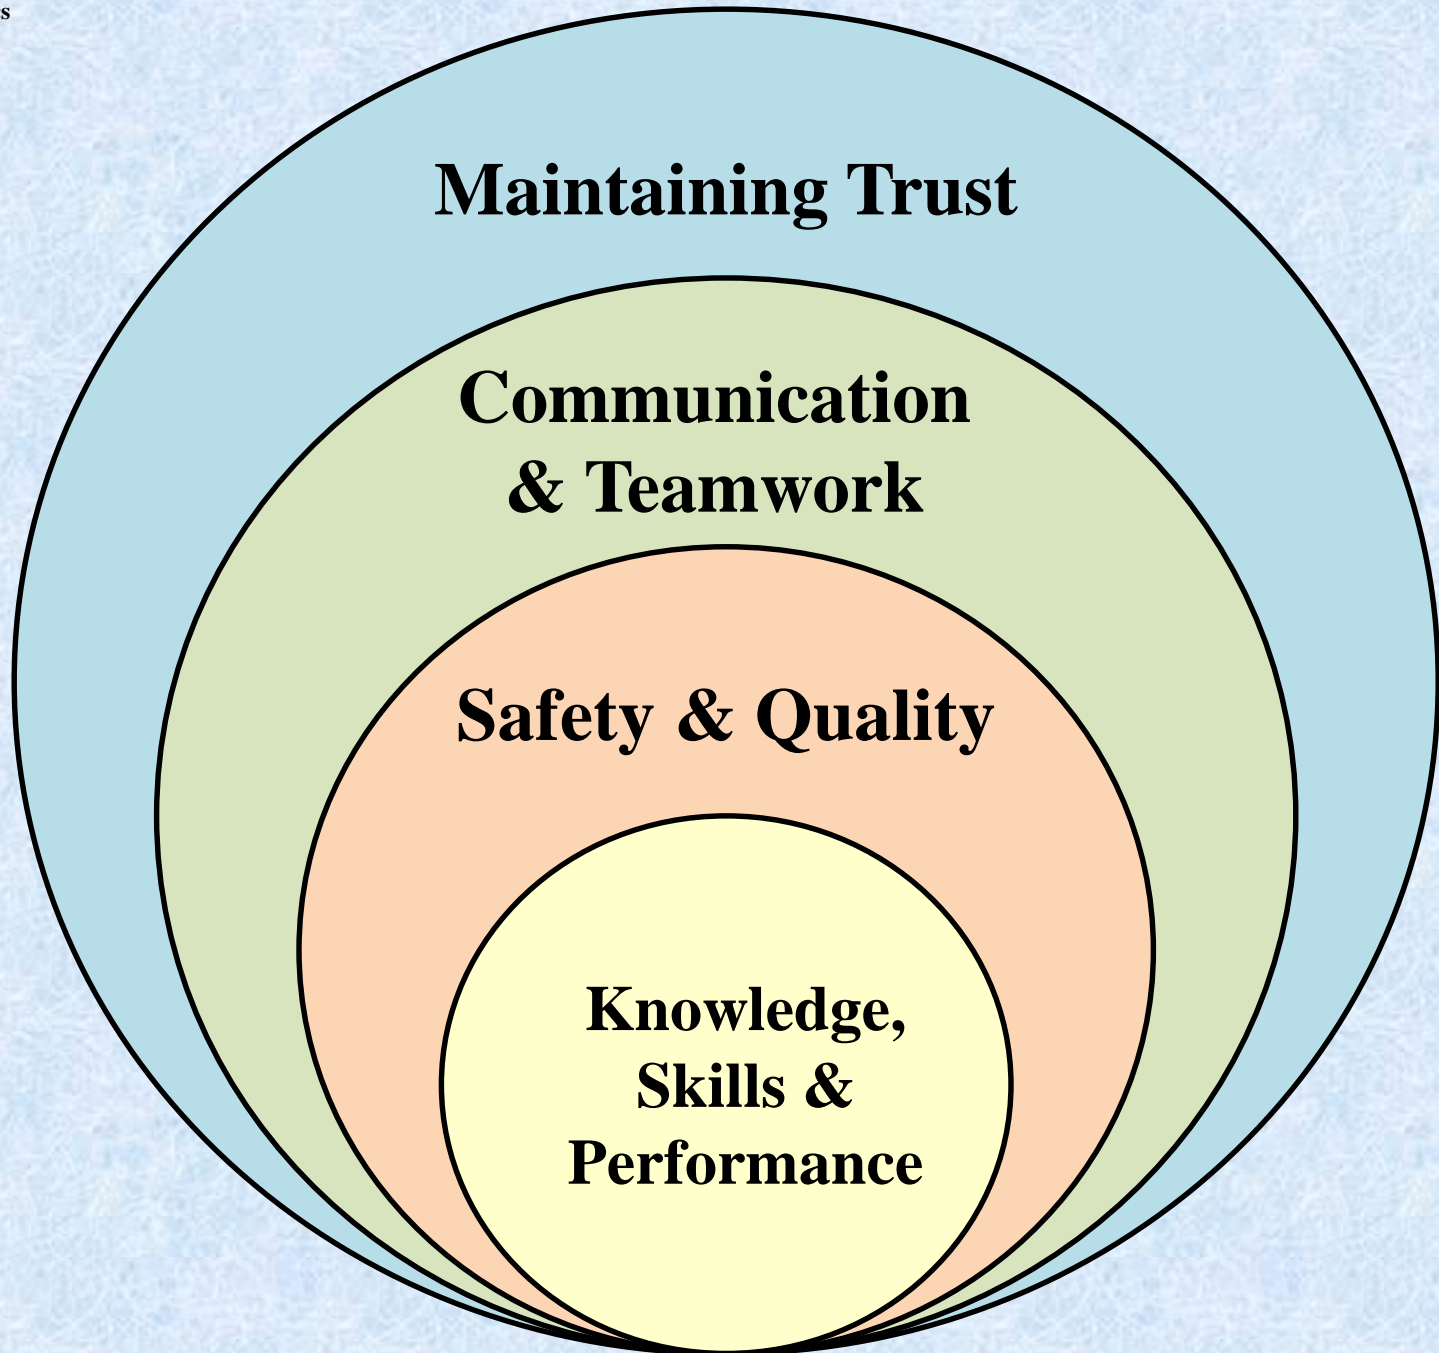 s
Maintaining Trust
Communication
& Teamwork
Safety & Quality
Knowledge,
Skills &
Performance